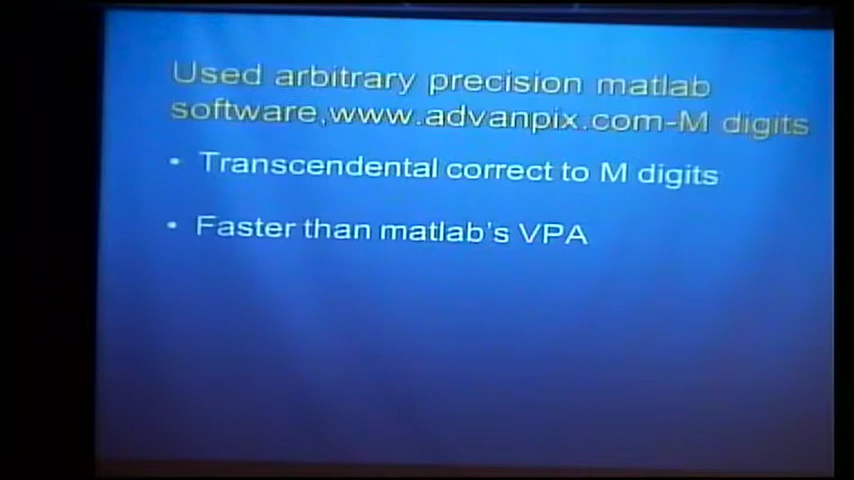 Used arbitrary precision matlab
software,www.advanpix.com-M digits
• Transcendental correct to M digits
• Faster than matlab's VPA